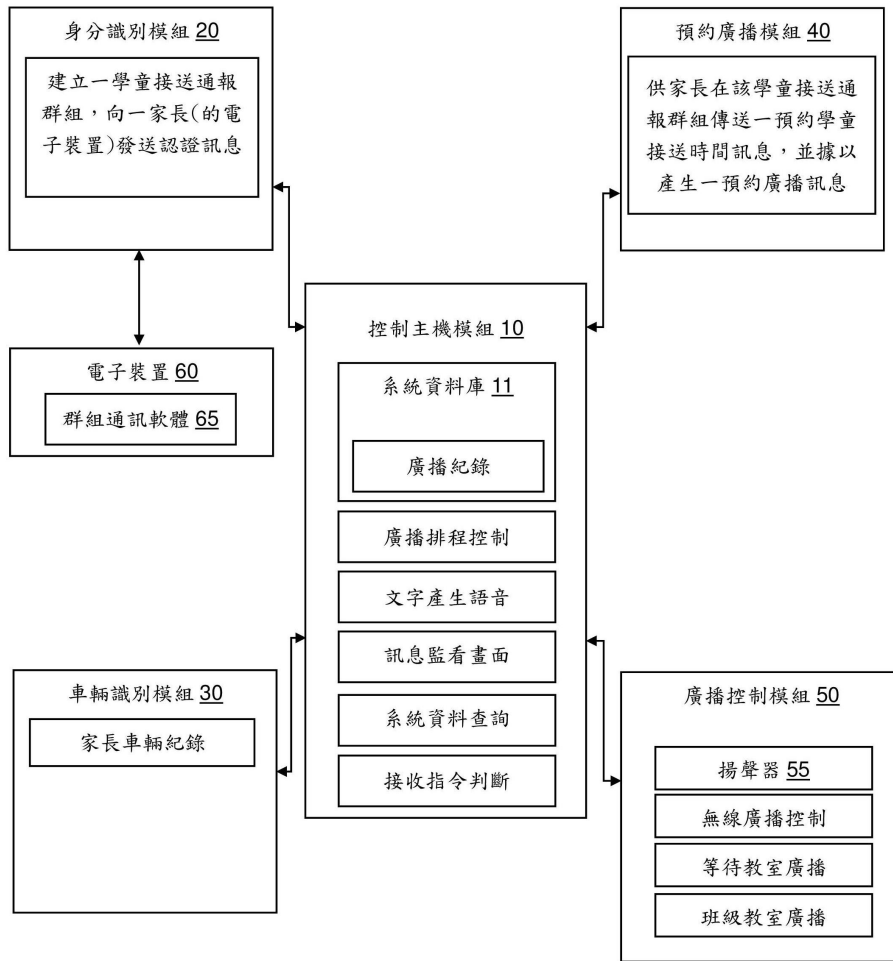 身分識別模組 20
建立一學童接送通報
群組，向一家長(的電
子裝置)發送認證訊息
預約廣播模組 40
供家長在該學童接送通
報群組傳送一預約學童
接送時間訊息，並據以
產生一預約廣播訊息
控制主機模組 10
系統資料庫 11
廣播紀錄
廣播排程控制
文字產生語音
訊息監看畫面
系統資料查詢
接收指令判斷
電子裝置 60
群組通訊軟體 65
車輛識別模組 30
家長車輛紀錄
廣播控制模組 50
揚聲器 55
無線廣播控制
等待教室廣播
班級教室廣播